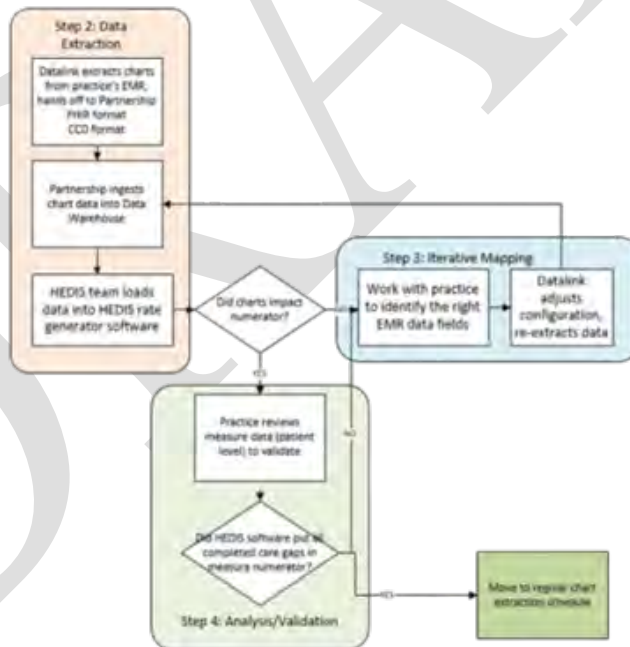 Step 2: Data
Extraction
Datalink extracts charts
from practice's EMR,
hands off to Partnership
FHIR format
CCD format
Partnership ingests
chart data into Data
Warehouse
HEDIS team loads
data into HEDIS rate
generator software
Did charts impact
numerator?
Step 3: Iterative Mapping
Work with practice
to identify the right
EMR data fields
Datalink
adjusts
configuration,
re-extracts data
YES
Practice reviews
measure data (patient
level) to validate
NO
Did HEDIS software put all
completed care gaps in
measure numerator?
YES
Step 4: Analysis/Validation
Move to regular chart
extraction schedule